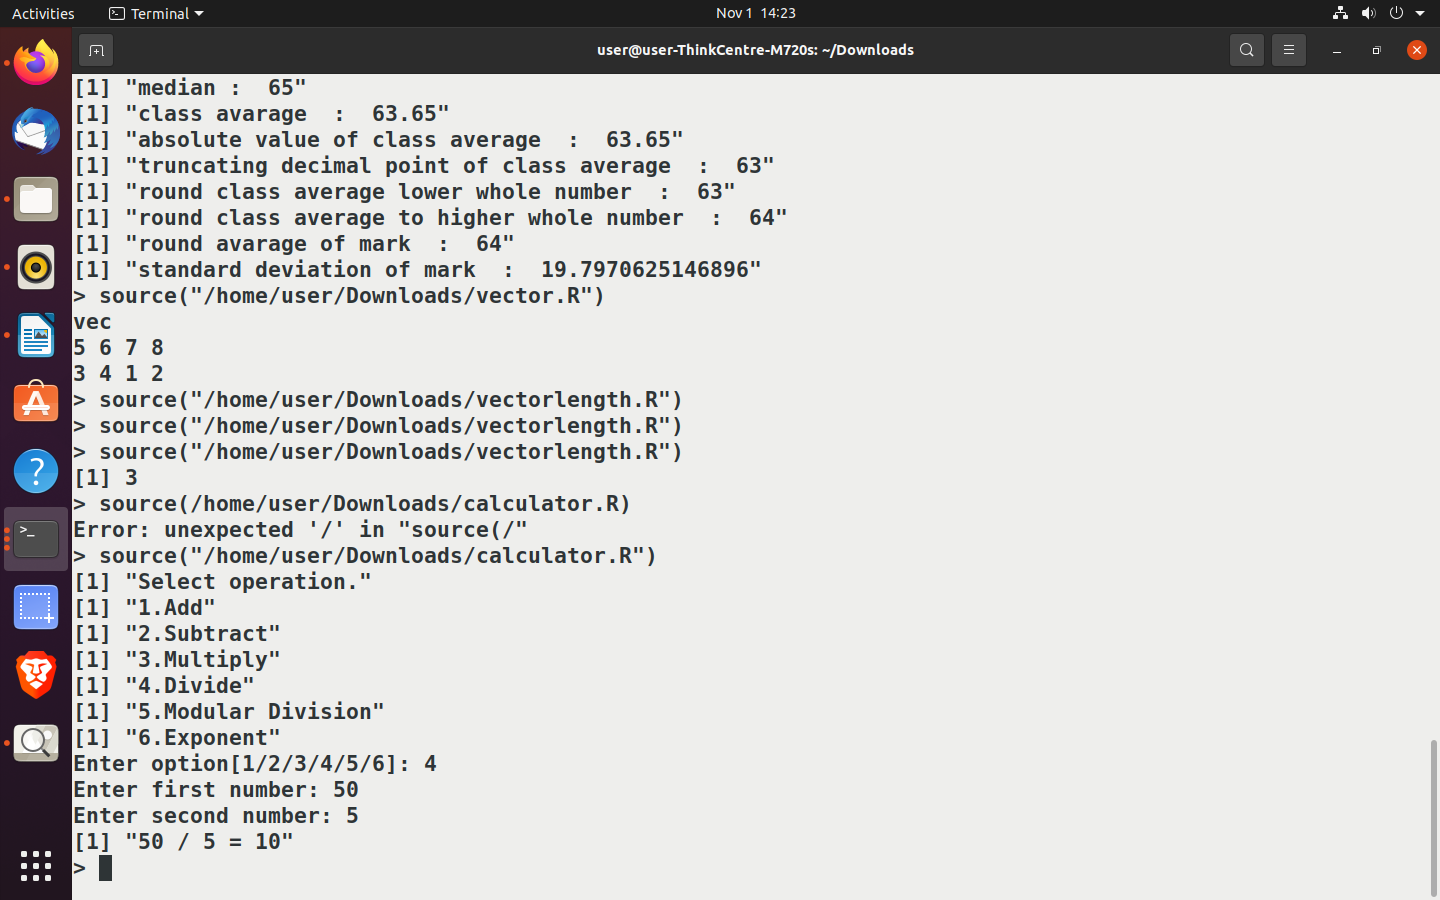 Activities Terminal Nov 1 14:23
user@user-ThinkCentre-M720s: ~/Downloads
[1] "median :  65"
[1] "class avarage  :  63.65"
[1] "absolute value of class average  :  63.65"
[1] "truncating decimal point of class average  :  63"
[1] "round class average lower whole number  :  63"
[1] "round class average to higher whole number  :  64"
[1] "round avarage of mark  :  64"
[1] "standard deviation of mark  :  19.7970625146896"
> source("/home/user/Downloads/vector.R")
vec
5 6 7 8
3 4 1 2
> source("/home/user/Downloads/vectorlength.R")
> source("/home/user/Downloads/vectorlength.R")
> source("/home/user/Downloads/vectorlength.R")
[1] 3
> source(/home/user/Downloads/calculator.R)
Error: unexpected '/' in "source(/"
> source("/home/user/Downloads/calculator.R")
[1] "Select operation."
[1] "1.Add"
[1] "2.Subtract"
[1] "3.Multiply"
[1] "4.Divide"
[1] "5.Modular Division"
[1] "6.Exponent"
Enter option[1/2/3/4/5/6]: 4
Enter first number: 50
Enter second number: 5
[1] "50 / 5 = 10"
>